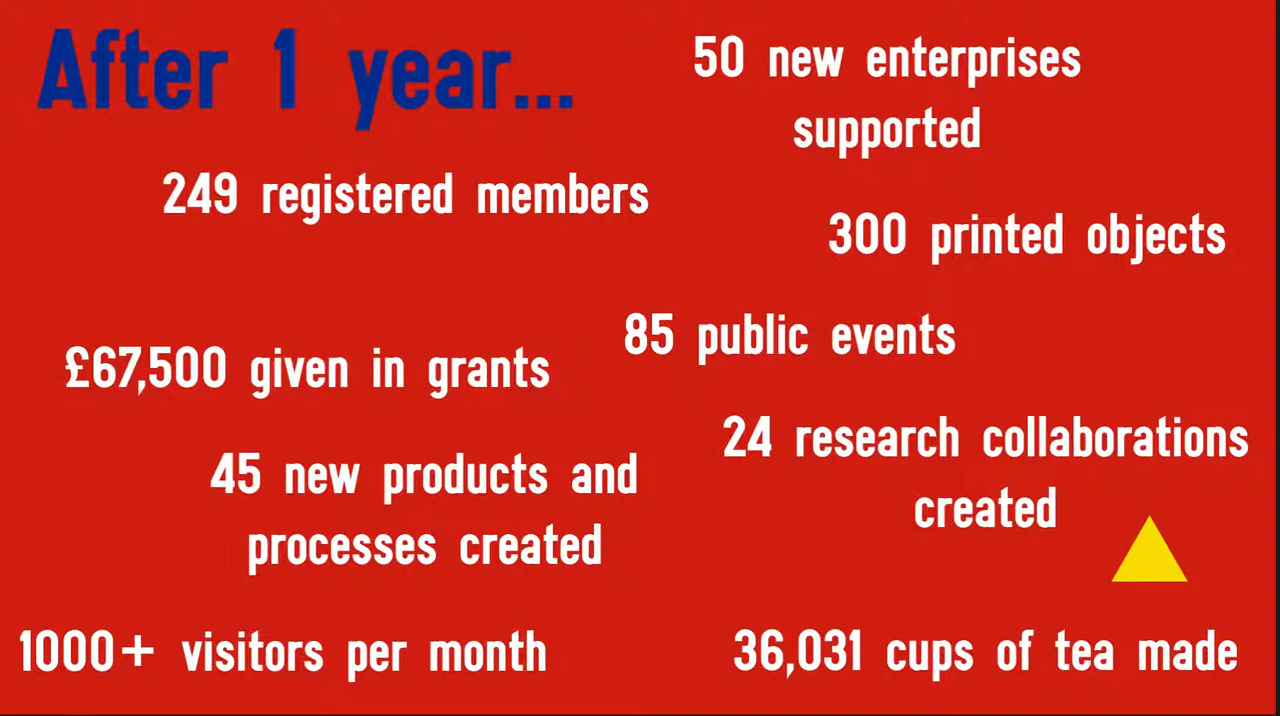 After 1 year...
50 new enterprises
supported
249 registered members
300 printed objects
85 public events
£67,500 given in grants
24 research collaborations
created
45 new products and
processes created
1000+ visitors per month
36,031 cups of tea made